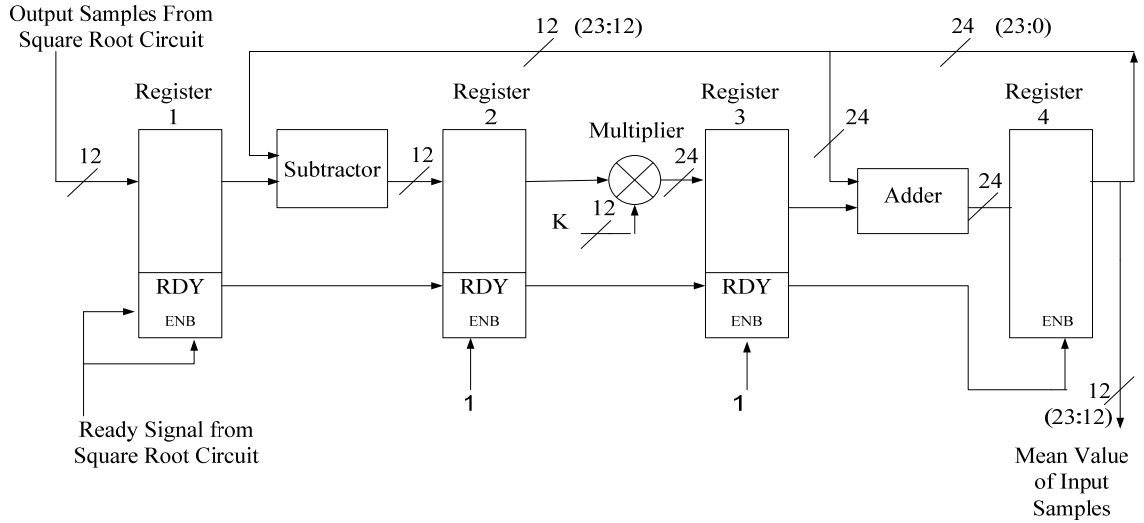 Output Samples From
Square Root Circuit
12 (23:12)
24 (23:0)
Register
1
Register
2
Register
3
Register
4
Multiplier
12
Subtractor
12
24
24
Adder
24
K
12
RDY
ENB
RDY
ENB
RDY
ENB
ENB
1
1
12
(23:12)
Ready Signal from
Square Root Circuit
Mean Value
of Input
Samples